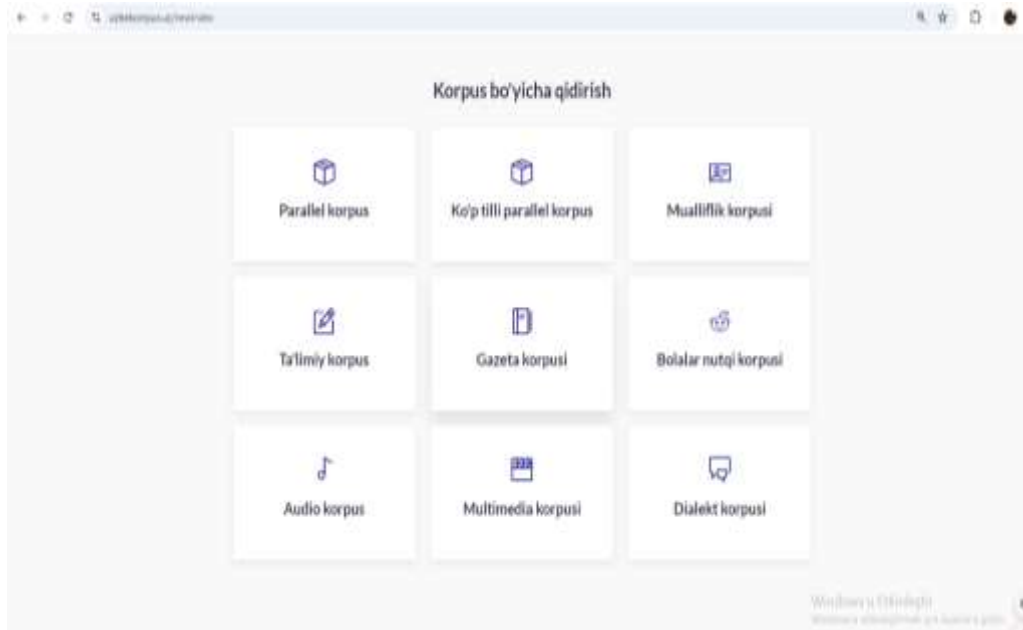 Korpus bo'yicha qidirish
Parallel korpus
Ko'p tilli parallel korpus
Mualliflik korpusi
Ta'limiy korpus
Gazeta korpusi
Bolalar nutqi korpusi
Audio korpus
Multimedia korpusi
Dialekt korpusi